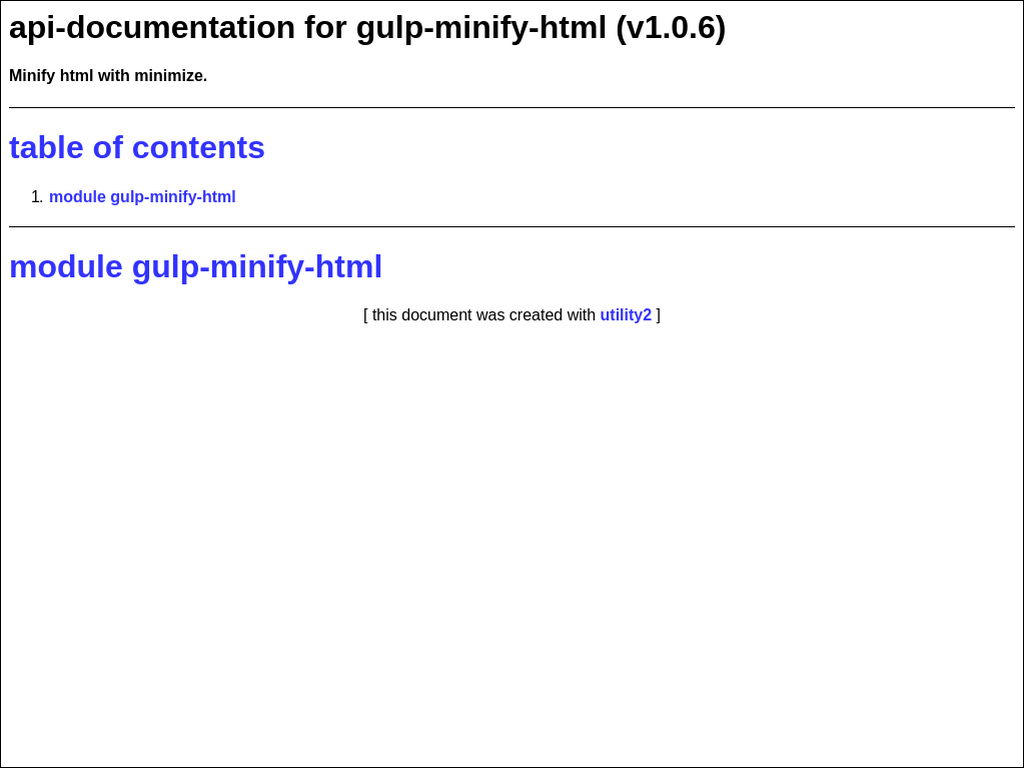 api-documentation for gulp-minify-html (v1.0.6)
Minify html with minimize.
table of contents
1. module gulp-minify-html
module gulp-minify-html
[ this document was created with utility2 ]